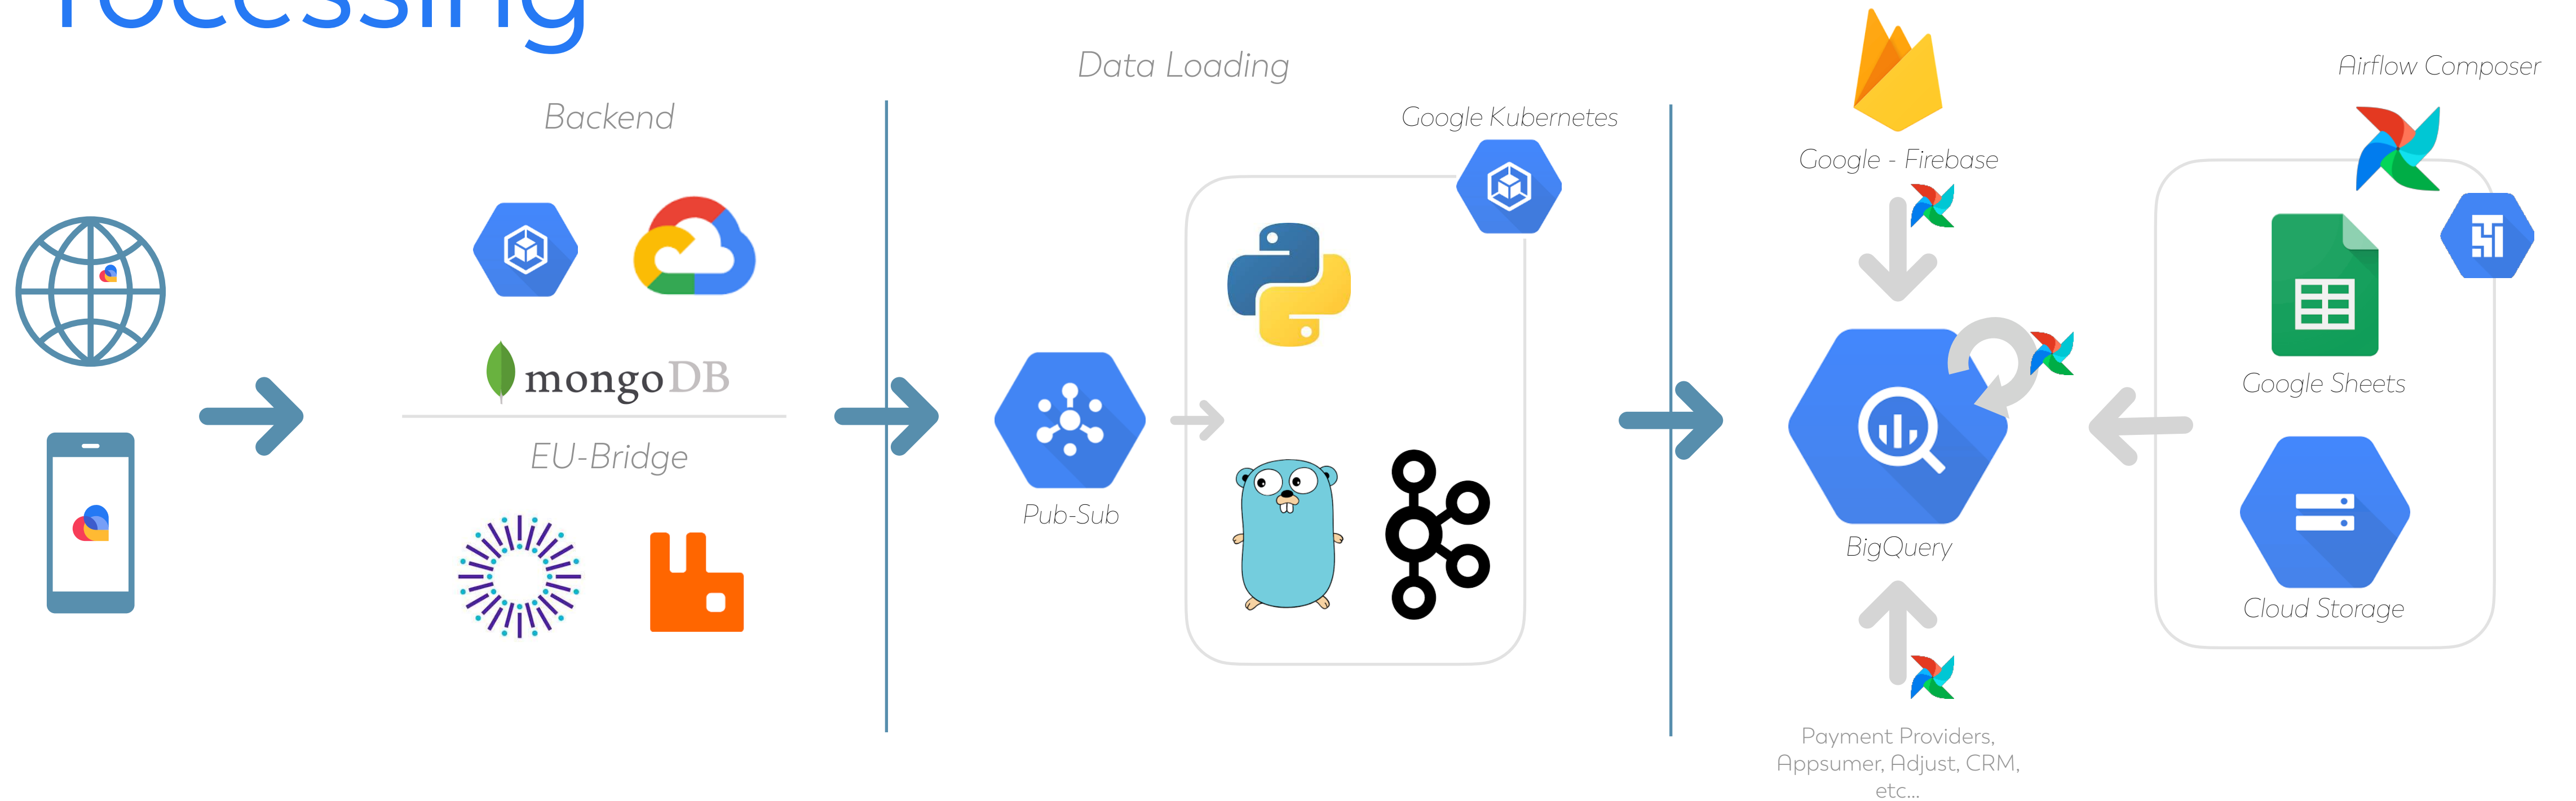 rocessing
Backend
mongoDB
EU-Bridge
Data Loading
Google Kubernetes
Pub-Sub
Google - Firebase
BigQuery
Payment Providers,
Appsumer, Adjust, CRM,
etc...
Airflow Composer
Google Sheets
Cloud Storage